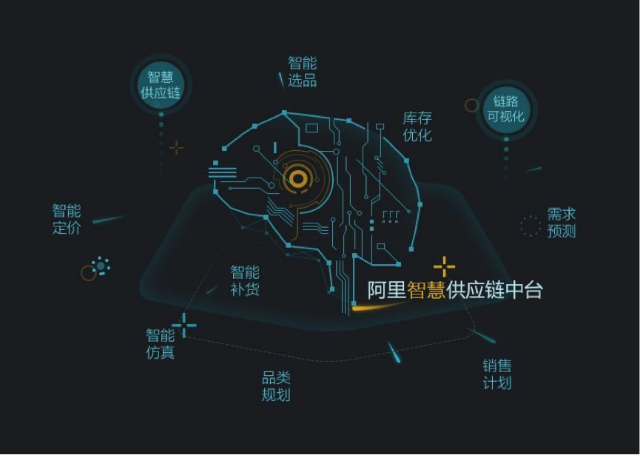 智能
选品
智慧
供应链
链路
可视化
库存
优化
智能
定价
需求
预测
智能
补货
阿里智慧供应链中台
智能
仿真
销售
计划
品类
规划